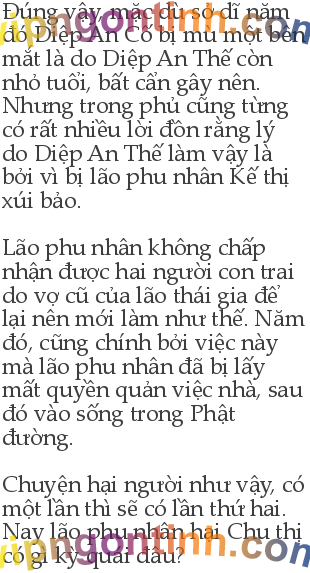 Đúng vậy, mặc dù sở dĩ năm
đó Diệp An Cố bị mù một bên
mắt là do Diệp An Thế còn
nhỏ tuổi, bất cẩn gây nên.
Nhưng trong phủ cũng từng
có rất nhiều lời đồn rằng lý
do Diệp An Thế làm vậy là
bởi vì bị lão phu nhân Kế thị
xúi bảo.
Lão phu nhân không chấp
nhận được hai người con trai
do vợ cũ của lão thái gia để
lại nên mới làm như thế. Năm
đó, cũng chính bởi việc này
mà lão phu nhân đã bị lấy
mất quyền quản việc nhà, sau
đó vào sống trong Phật
đường.
Chuyện hại người như vậy, có
một lần thì sẽ có lần thứ hai.
Nay lão phu nhân hại Chu thị
có gì kỳ quái đâu?
vipngontinh.com